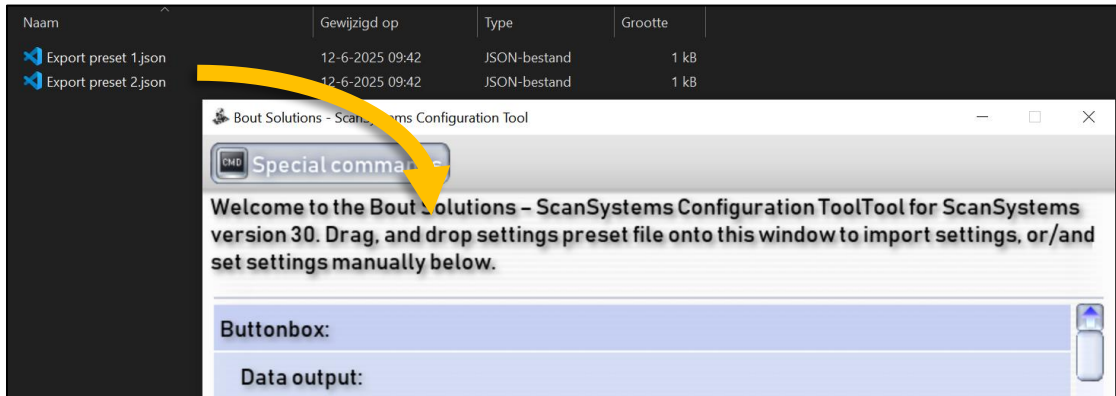 Naam Gewijzigd op Type Grootte
Export preset 1.json 12-6-2025 09:42 JSON-bestand 1 kB
Export preset 2.json 12-6-2025 09:42 JSON-bestand 1 kB
Bout Solutions - ScanSystems Configuration Tool
CMD Special commands
Welcome to the Bout Solutions – ScanSystems Configuration ToolTool for ScanSystems
version 30. Drag, and drop settings preset file onto this window to import settings, or/and
set settings manually below.
Buttonbox:
Data output: